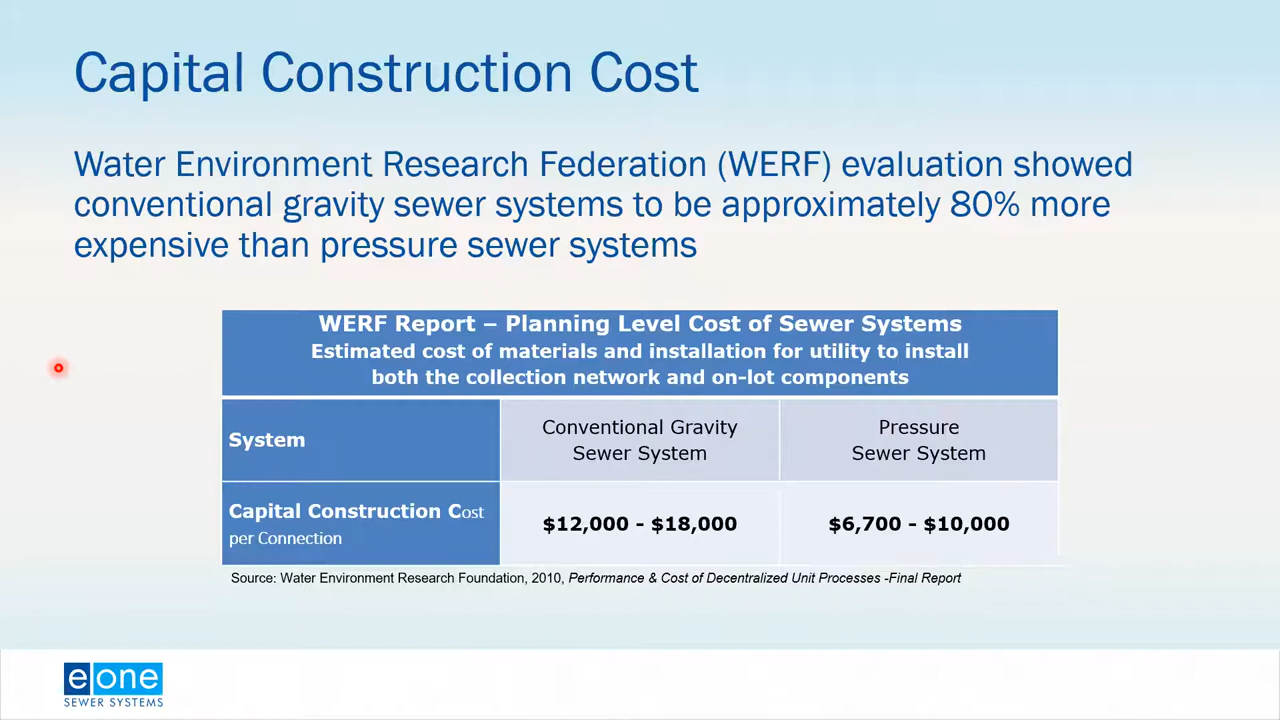 Capital Construction Cost
Water Environment Research Federation (WERF) evaluation showed
conventional gravity sewer systems to be approximately 80% more
expensive than pressure sewer systems
WERF Report – Planning Level Cost of Sewer Systems
Estimated cost of materials and installation for utility to install
both the collection network and on-lot components
System
Conventional Gravity
Sewer System
Pressure
Sewer System
Capital Construction Cost
per Connection
$12,000 - $18,000
$6,700 - $10,000
Source: Water Environment Research Foundation, 2010, Performance & Cost of Decentralized Unit Processes -Final Report
e one
SEWER SYSTEMS